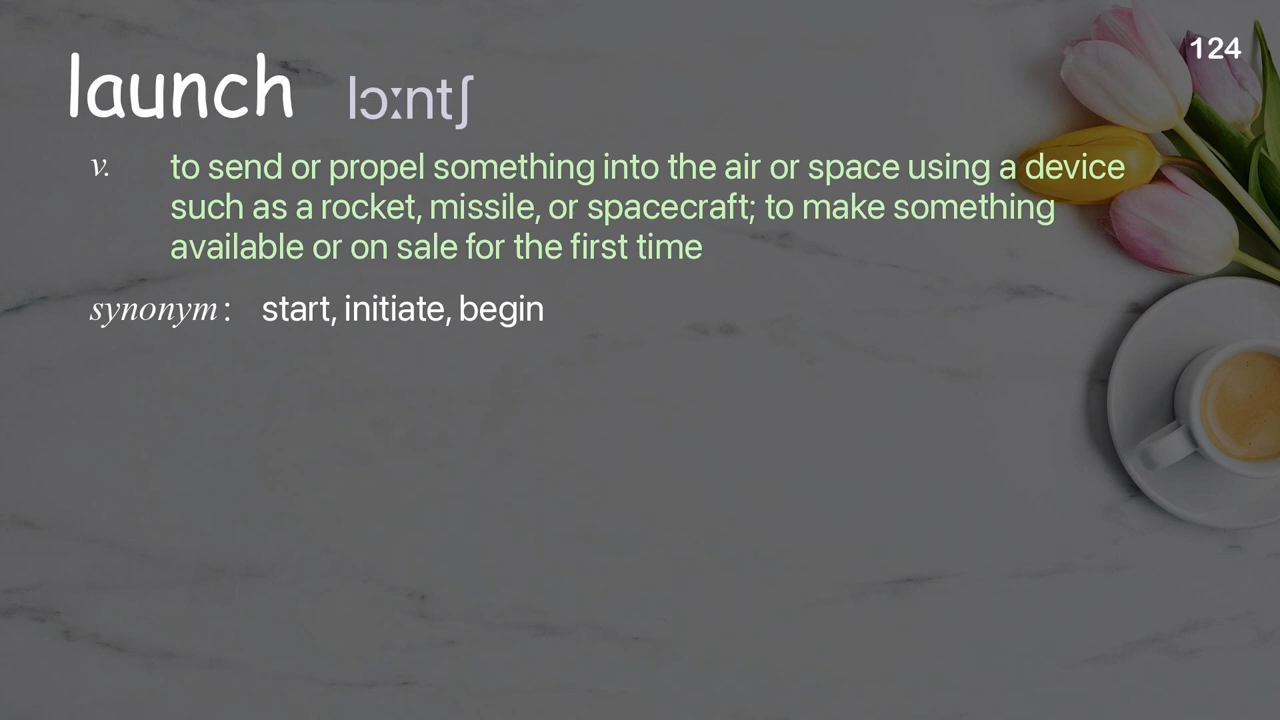 124
launch lɔːntʃ
v. to send or propel something into the air or space using a device
such as a rocket, missile, or spacecraft; to make something
available or on sale for the first time
synonym: start, initiate, begin